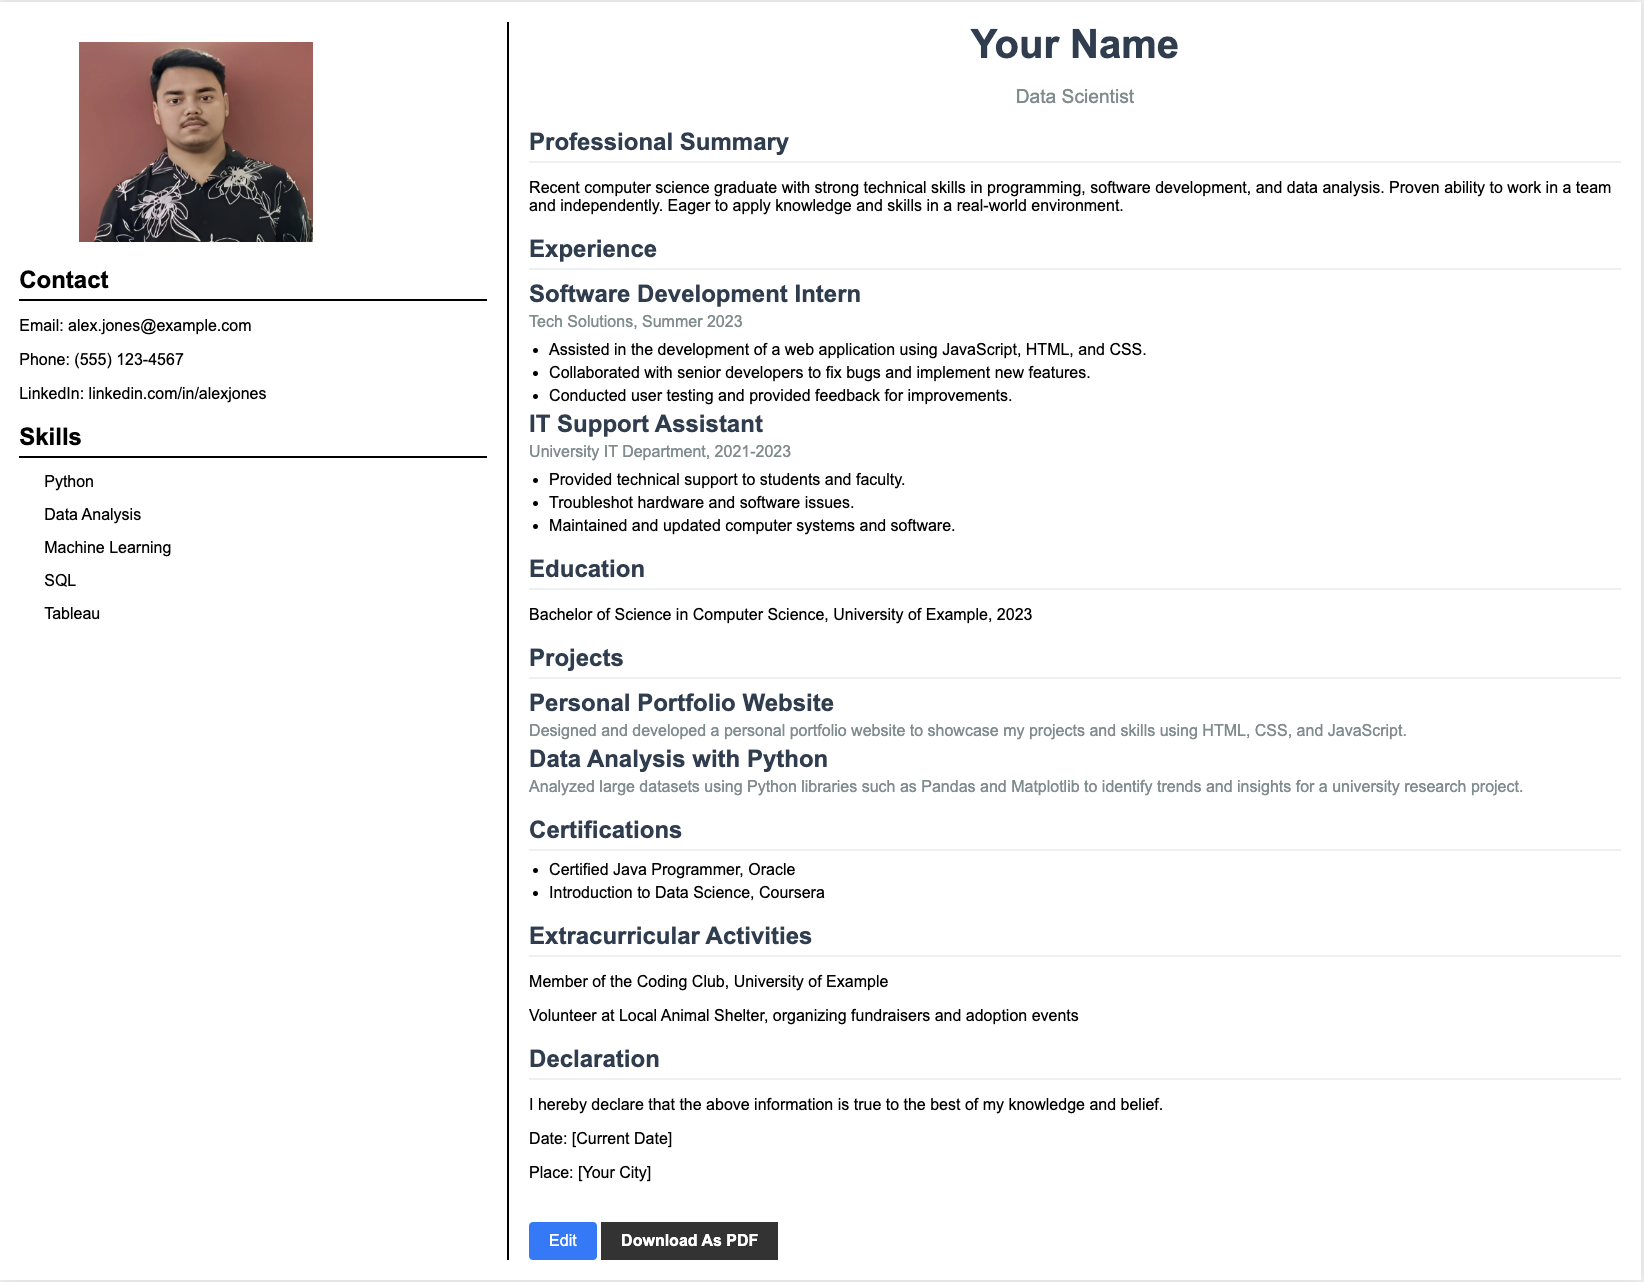 Contact
Email: alex.jones@example.com
Phone: (555) 123-4567
LinkedIn: linkedin.com/in/alexjones
Skills
Python
Data Analysis
Machine Learning
SQL
Tableau
Your Name
Data Scientist
Professional Summary
Recent computer science graduate with strong technical skills in programming, software development, and data analysis. Proven ability to work in a team
and independently. Eager to apply knowledge and skills in a real-world environment.
Experience
Software Development Intern
Tech Solutions, Summer 2023
• Assisted in the development of a web application using JavaScript, HTML, and CSS.
• Collaborated with senior developers to fix bugs and implement new features.
• Conducted user testing and provided feedback for improvements.
IT Support Assistant
University IT Department, 2021-2023
• Provided technical support to students and faculty.
• Troubleshot hardware and software issues.
• Maintained and updated computer systems and software.
Education
Bachelor of Science in Computer Science, University of Example, 2023
Projects
Personal Portfolio Website
Designed and developed a personal portfolio website to showcase my projects and skills using HTML, CSS, and JavaScript.
Data Analysis with Python
Analyzed large datasets using Python libraries such as Pandas and Matplotlib to identify trends and insights for a university research project.
Certifications
• Certified Java Programmer, Oracle
• Introduction to Data Science, Coursera
Extracurricular Activities
Member of the Coding Club, University of Example
Volunteer at Local Animal Shelter, organizing fundraisers and adoption events
Declaration
I hereby declare that the above information is true to the best of my knowledge and belief.
Date: [Current Date]
Place: [Your City]
Edit
Download As PDF